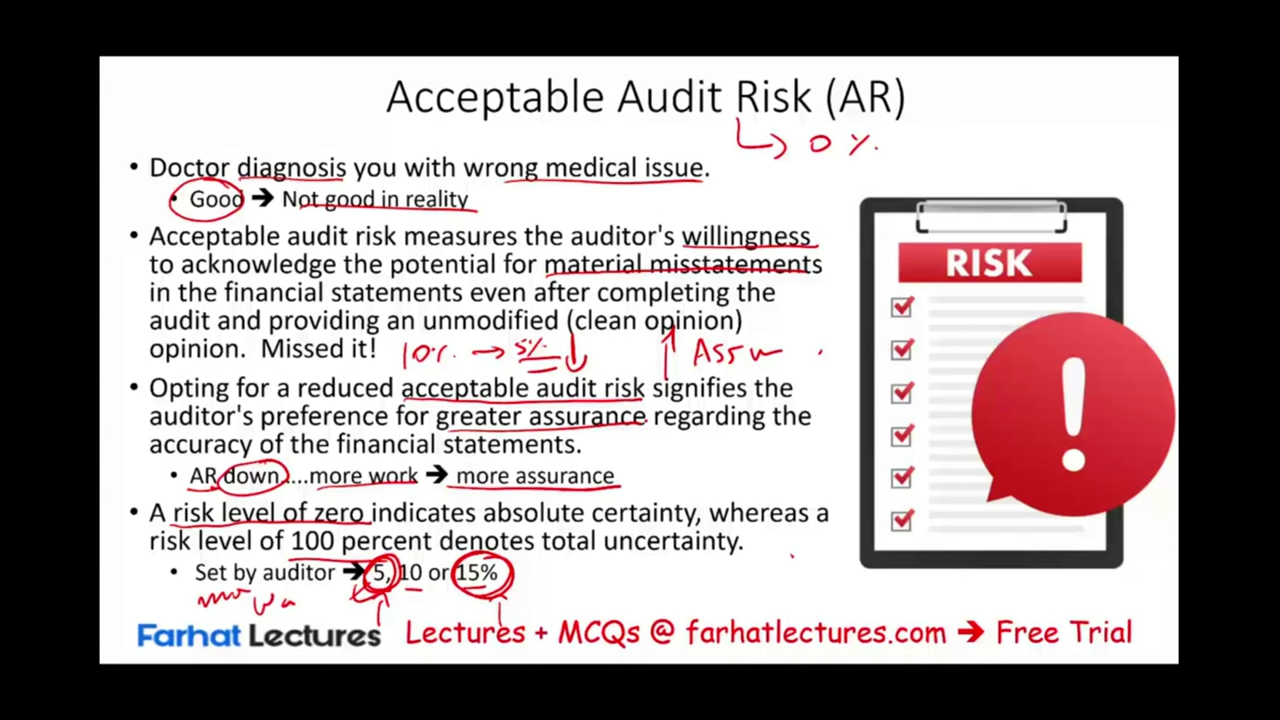 Acceptable Audit Risk (AR)
0 %.
• Doctor diagnosis you with wrong medical issue.
• Good → Not good in reality
• Acceptable audit risk measures the auditor's willingness
to acknowledge the potential for material misstatements
in the financial statements even after completing the
audit and providing an unmodified (clean opinion)
opinion. Missed it! 10%. → 5% ↓ ↑ Assu
• Opting for a reduced acceptable audit risk signifies the
auditor's preference for greater assurance regarding the
accuracy of the financial statements.
• AR down ....more work → more assurance
• A risk level of zero indicates absolute certainty, whereas a
risk level of 100 percent denotes total uncertainty.
• Set by auditor → 5, 10 or 15%
Farhat Lectures Lectures + MCQs @ farhatlectures.com → Free Trial
RISK
!